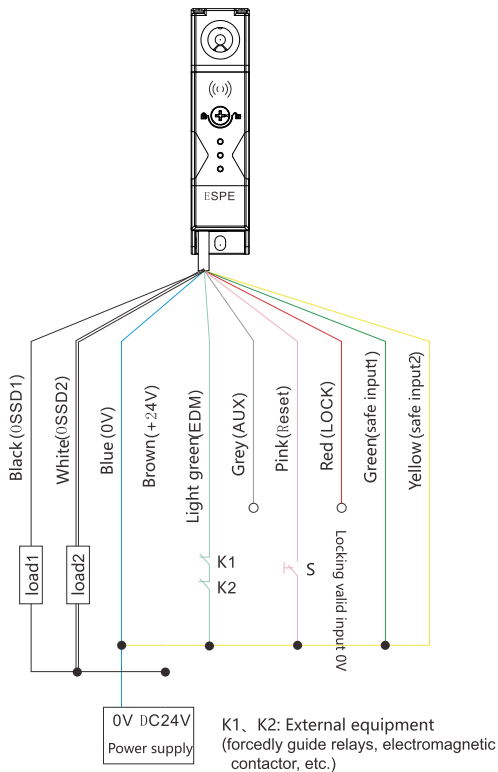 ESPE
Black(OSSD1)
White(OSSD2)
Blue (0V)
Brown(+24V)
Light green(EDM)
Grey(AUX)
Pink(Reset)
Red (LOCK)
Green(safe input1)
Yellow (safe input2)
load1
load2
K1
K2
S
Locking valid input 0V
0V DC24V
Power supply
K1、K2: External equipment
(forcedly guide relays, electromagnetic
contactor, etc.)